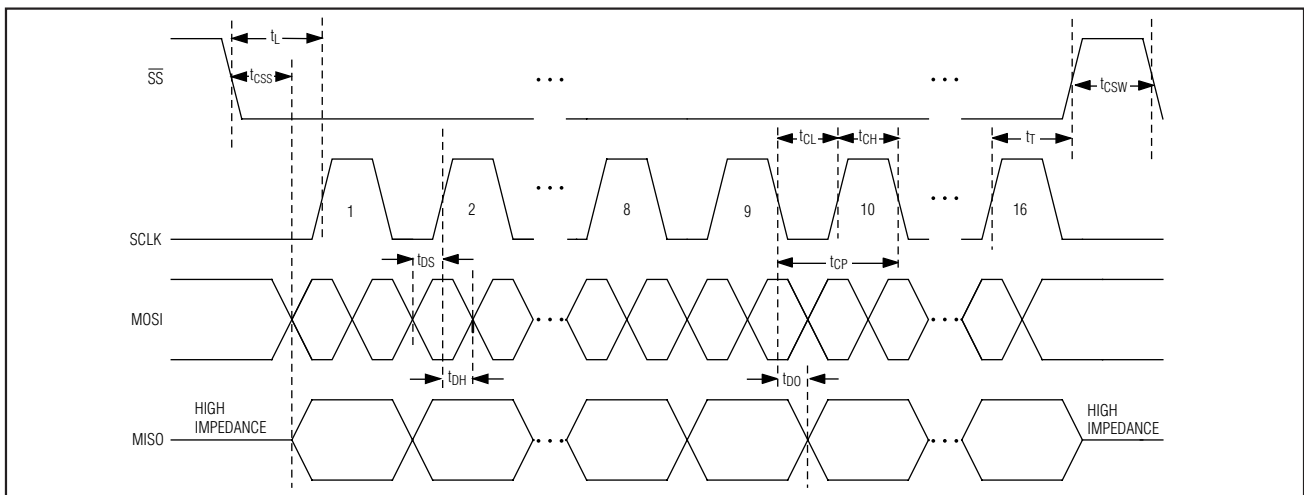 tL
SS
tCSS
• • •
• • •
tCSW
tCL
tCH
tT
• • •
• • •
1
2
8
9
10
16
SCLK
tDS
tCP
MOSI
• • •
• • •
tDH
tDO
HIGH
IMPEDANCE
HIGH
IMPEDANCE
MISO
• • •
• • •